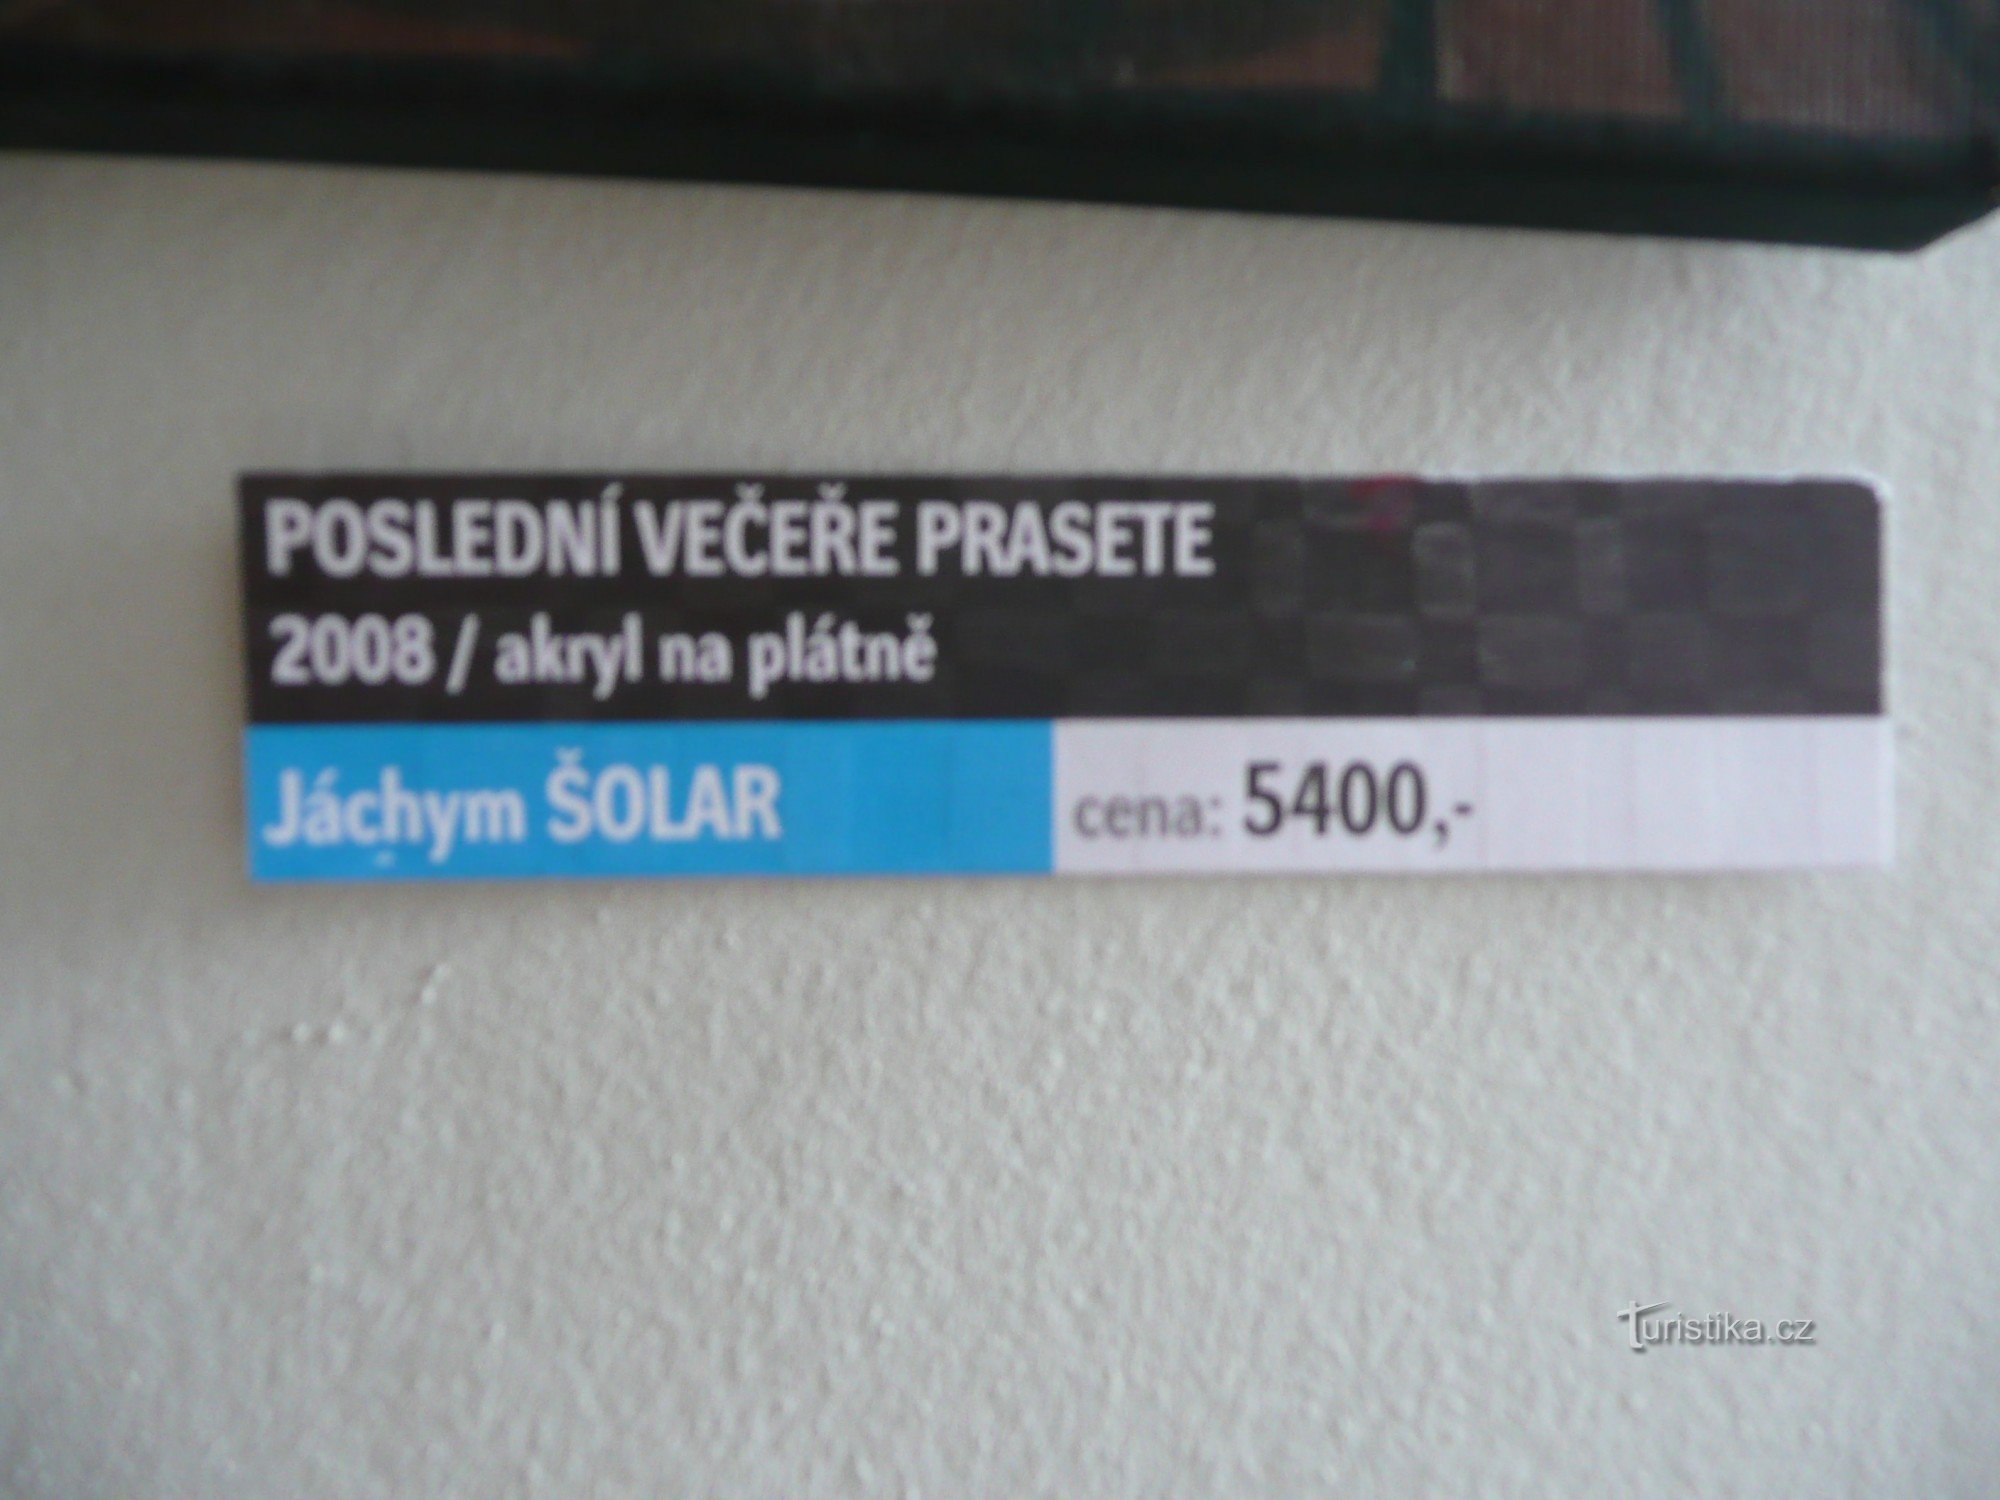 POSLEDNÍ VEČEŘE PRASETE
2008 / akryl na plátně
Jáchym ŠOLAR
cena: 5400,-
Turistika.cz